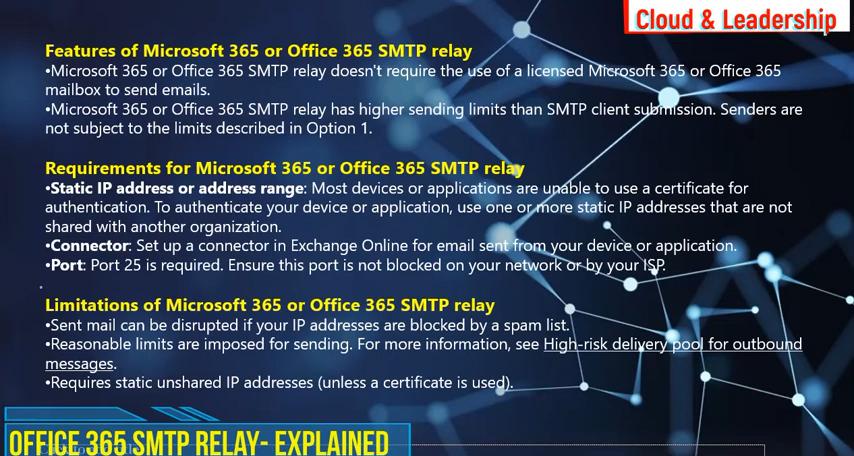 Cloud & Leadership
Features of Microsoft 365 or Office 365 SMTP relay
•Microsoft 365 or Office 365 SMTP relay doesn't require the use of a licensed Microsoft 365 or Office 365
mailbox to send emails.
•Microsoft 365 or Office 365 SMTP relay has higher sending limits than SMTP client submission. Senders are
not subject to the limits described in Option 1.
Requirements for Microsoft 365 or Office 365 SMTP relay
•Static IP address or address range: Most devices or applications are unable to use a certificate for
authentication. To authenticate your device or application, use one or more static IP addresses that are not
shared with another organization.
•Connector: Set up a connector in Exchange Online for email sent from your device or application.
•Port: Port 25 is required. Ensure this port is not blocked on your network or by your ISP.
•
Limitations of Microsoft 365 or Office 365 SMTP relay
•Sent mail can be disrupted if your IP addresses are blocked by a spam list.
•Reasonable limits are imposed for sending. For more information, see High-risk delivery pool for outbound
messages.
•Requires static unshared IP addresses (unless a certificate is used).
OFFICE 365 SMTP RELAY- EXPLAINED